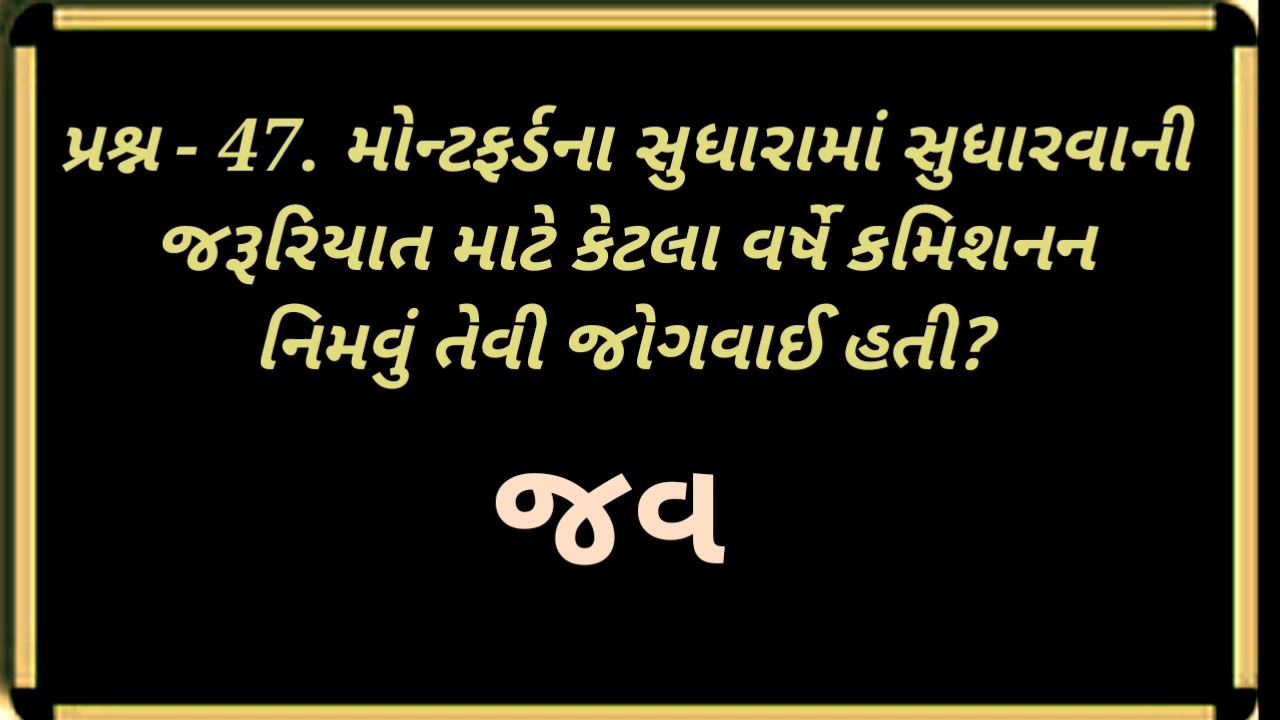 પ્રશ્ન - 47. મોન્ટફર્ડના સુધારામાં સુધારવાની
જરૂરિયાત માટે કેટલા વર્ષે કમિશનન
નિમવું તેવી જોગવાઈ હતી?
જવ